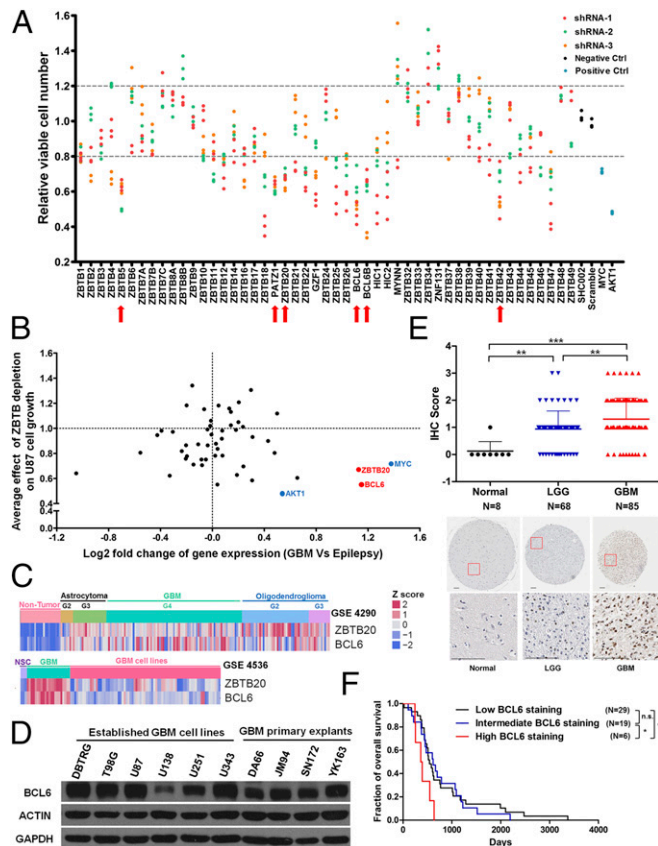 A
shRNA-1
shRNA-2
shRNA-3
Negative Ctrl
Positive Ctrl
Relative viable cell number
1.6
1.4
1.2
1.0
0.8
0.6
0.4
0.2
ZBTB1
ZBTB2
ZBTB3
ZBTB4
ZBTB5
ZBTB6
ZBTB7A
ZBTB7B
ZBTB7C
ZBTB8A
ZBTB8B
ZBTB9
ZBTB10
ZBTB11
ZBTB12
ZBTB14
ZBTB16
ZBTB17
ZBTB18
PATZ1
ZBTB20
ZBTB21
ZBTB22
GZF1
ZBTB24
ZBTB25
ZBTB26
BCL6
BCL6B
HIC1
HIC2
MYNN
ZBTB32
ZBTB33
ZBTB34
ZNF131
ZBTB37
ZBTB38
ZBTB39
ZBTB40
ZBTB41
ZBTB42
ZBTB43
ZBTB44
ZBTB45
ZBTB46
ZBTB47
ZBTB48
ZBTB49
SHC002
Scramble
MYC
AKT1
B
Average effect of ZBTB depletion
on U87 cell growth
1.6
1.4
1.2
1.0
0.8
0.6
0.4
0.2
0.0
ZBTB20
MYC
BCL6
AKT1
-1.2 -0.6 0.0 0.6 1.2 1.6
Log2 fold change of gene expression (GBM Vs Epilepsy)
C
Astrocytoma GBM Oligodendroglioma
Non-Tumor G2 G3 G4 G2 G3 GSE 4290
ZBTB20
BCL6
Z score
2
1
0
−1
−2
NSC GBM GBM cell lines GSE 4536
ZBTB20
BCL6
D
Established GBM cell lines GBM primary explants
DBTRG T98G U87 U138 U251 U343 DA66 JM94 SN172 YK163
BCL6
ACTIN
GAPDH
E
***
** **
IHC Score
4
3
2
1
0
-1
Normal LGG GBM
N=8 N=68 N=85
Normal LGG GBM
F
Fraction of overall survival
1.0
0.8
0.6
0.4
0.2
0.0
Low BCL6 staining (N=29)
Intermediate BCL6 staining (N=19)
High BCL6 staining (N=6)
n.s.
*
0 1000 2000 3000 4000
Days